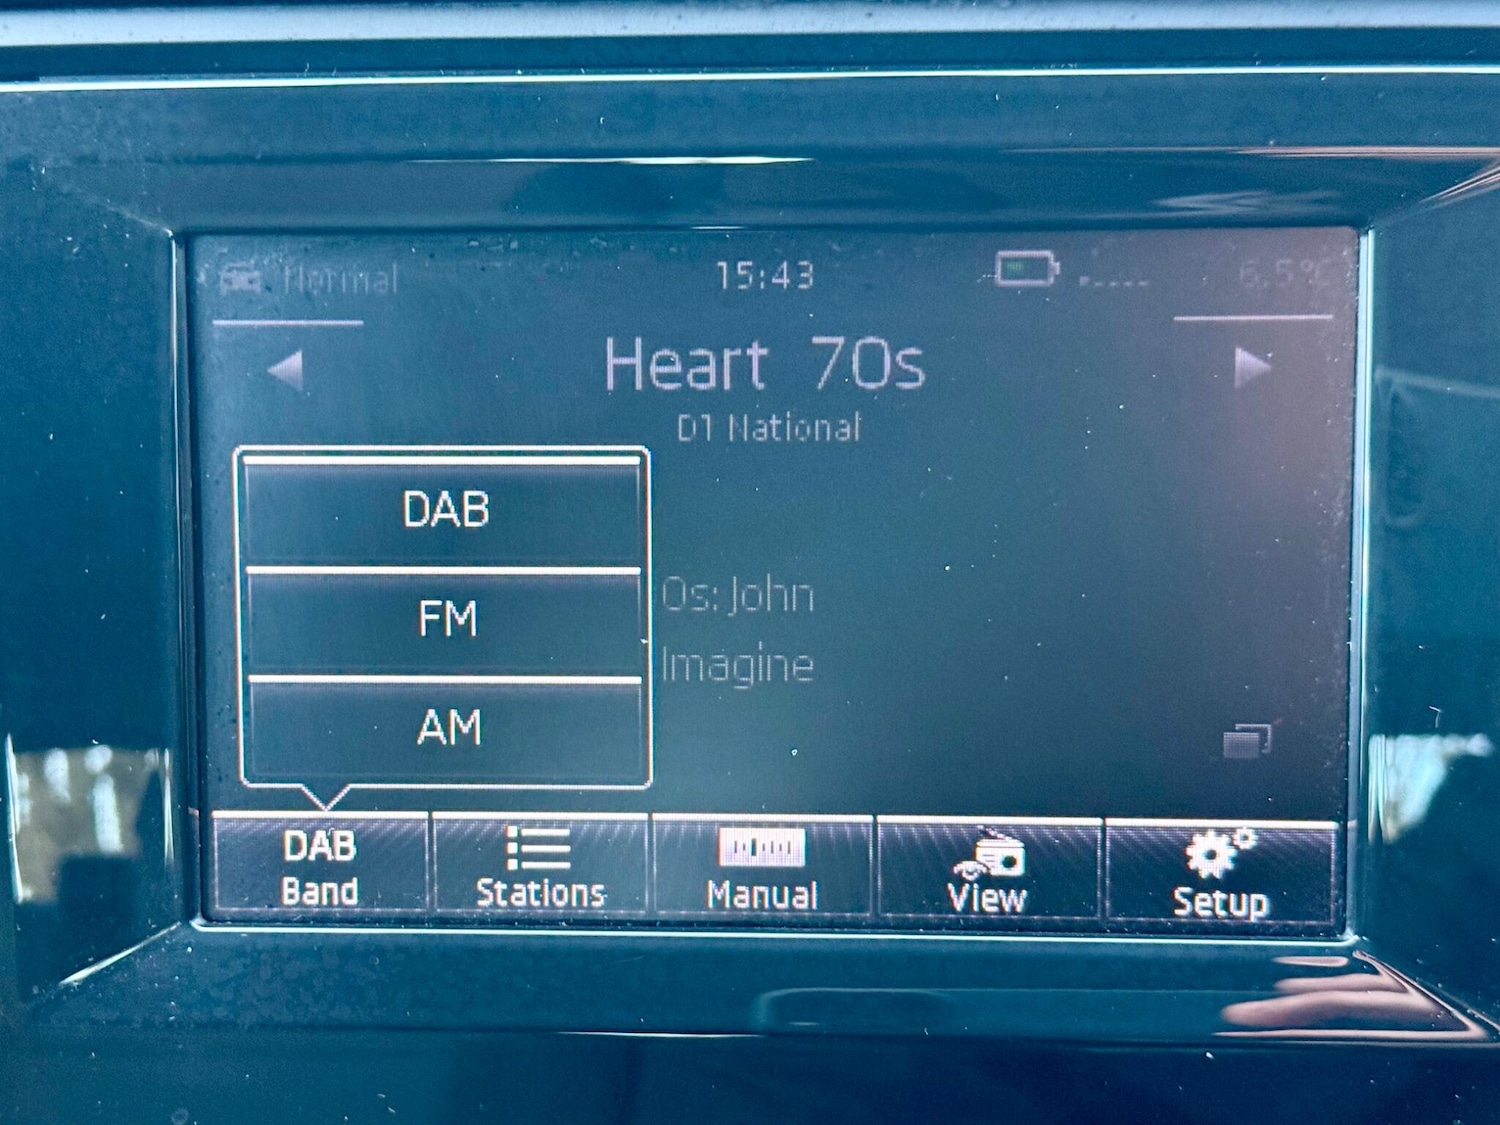 Normal 15:43 6,5°C
Heart 70s
D1 National
DAB
FM
AM
0s: John
Imagine
DAB
Band
Stations
Manual
View
Setup